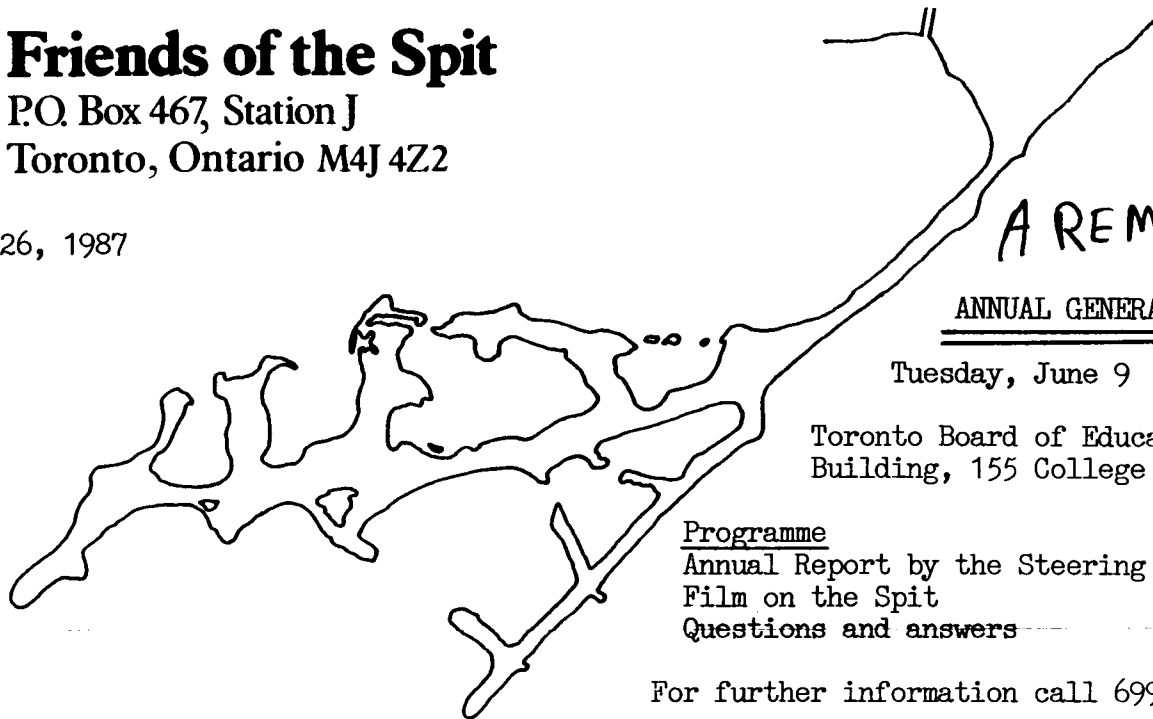 Friends of the Spit
P.O. Box 467, Station J
Toronto, Ontario M4J 4Z2
26, 1987
A REM
ANNUAL GENERA
Tuesday, June 9
Toronto Board of Educa
Building, 155 College
Programme
Annual Report by the Steering
Film on the Spit
Questions and answers
For further information call 699